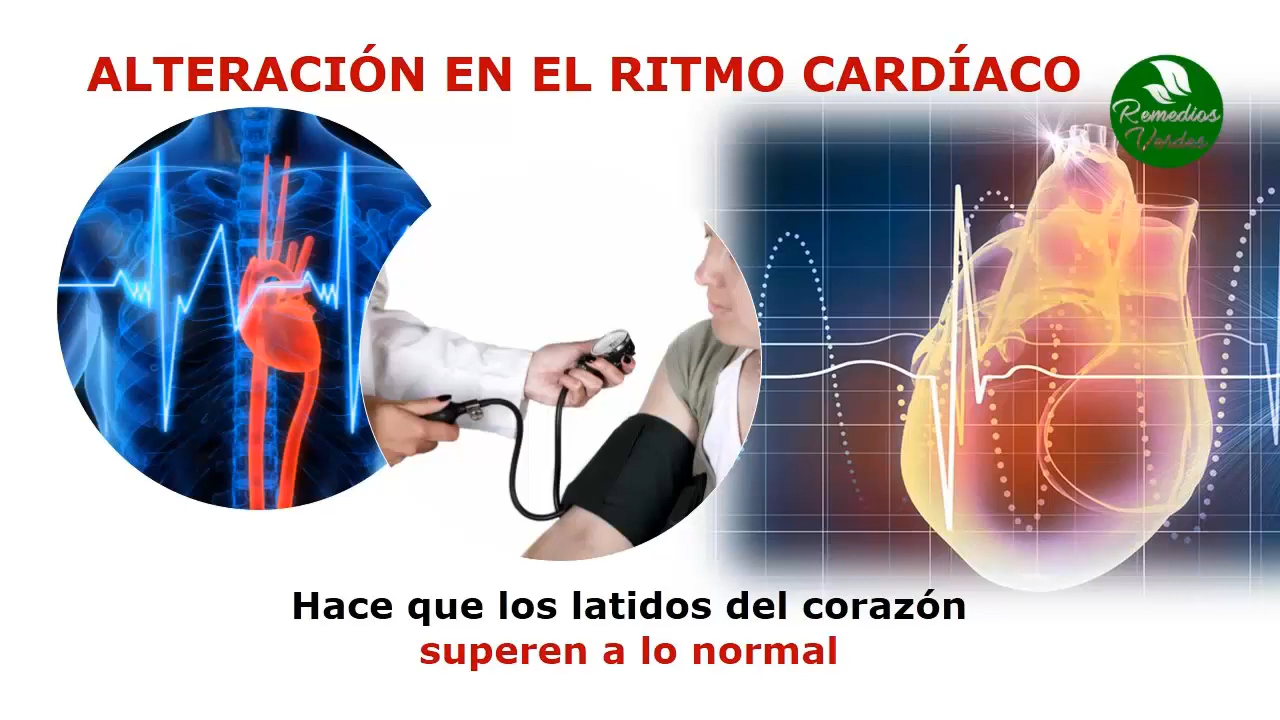 ALTERACIÓN EN EL RITMO CARDÍACO
Remedios
Verdes
Hace que los latidos del corazón
superen a lo normal